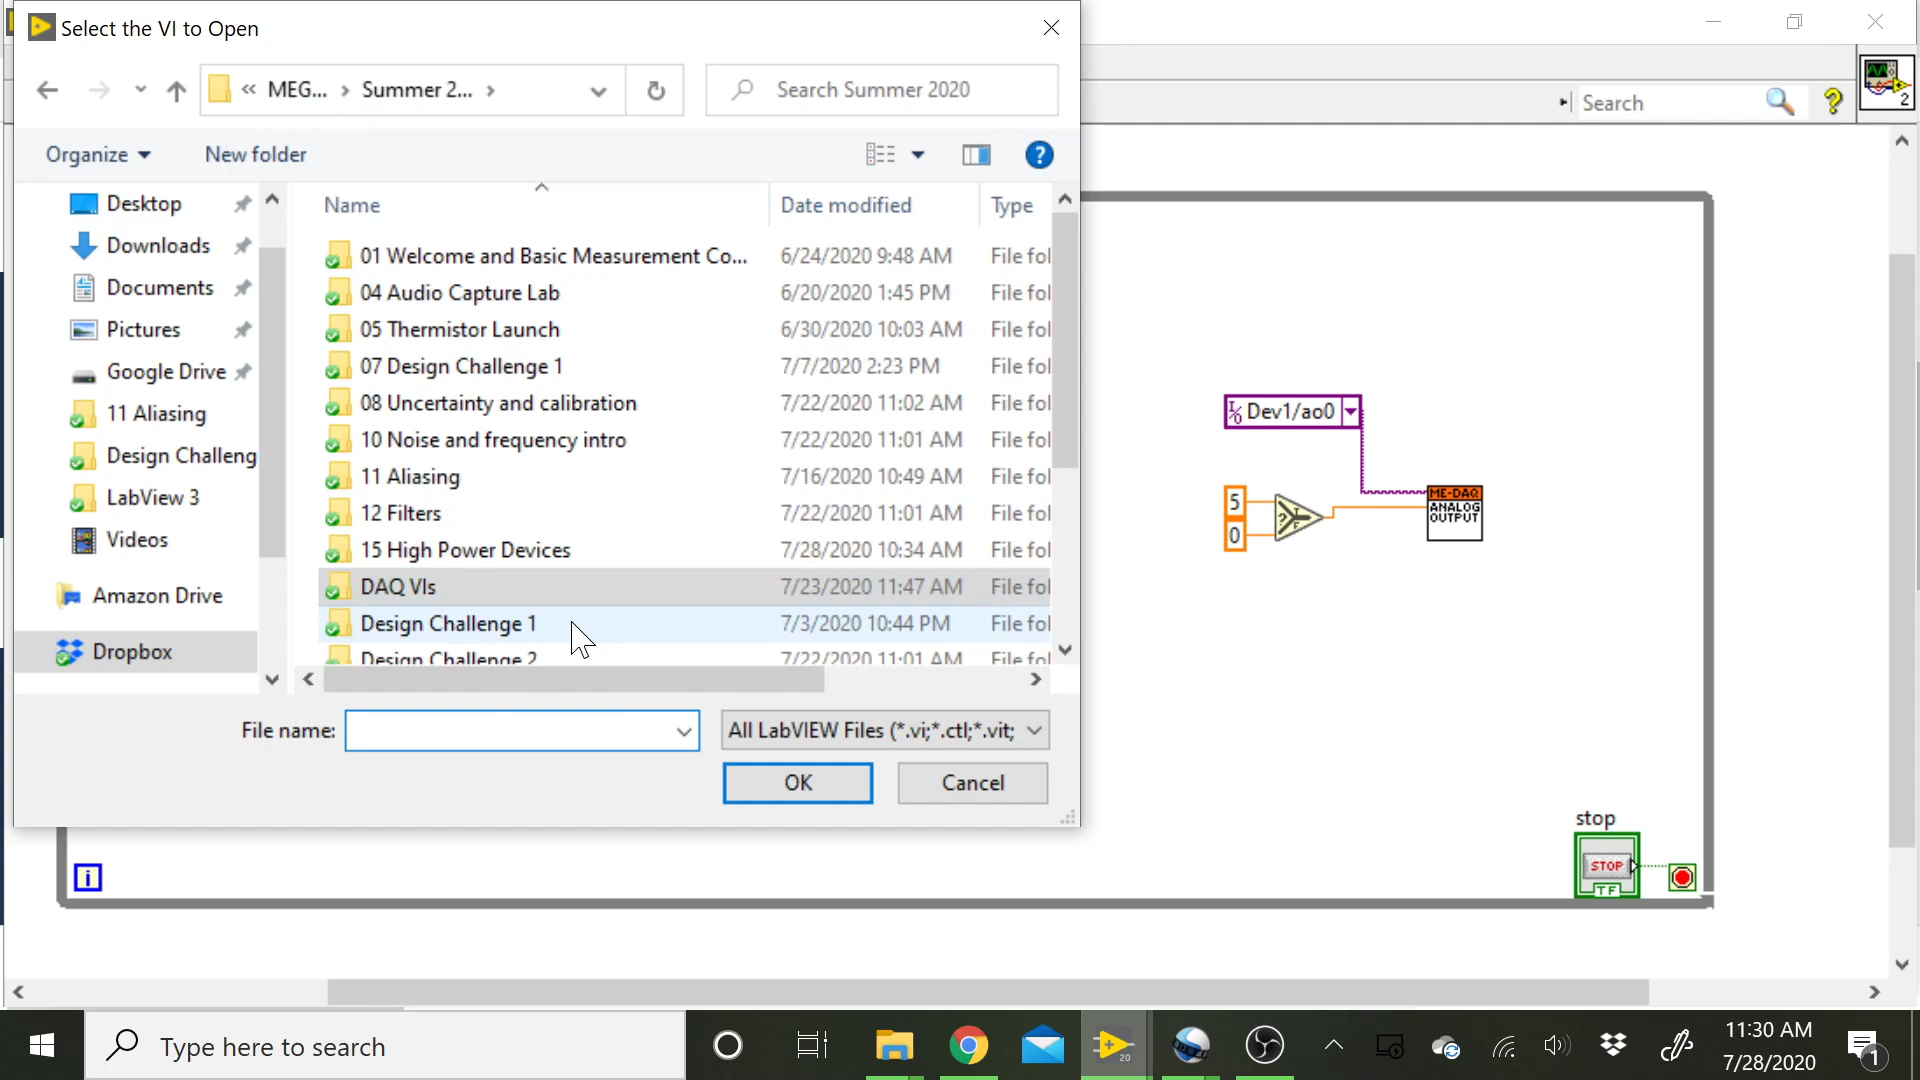 Select the VI to Open
« MEG... › Summer 2... ›
Search Summer 2020
Organize
New folder
Search
2
Name
Date modified
Type
Desktop
Downloads
Documents
Pictures
Google Drive
11 Aliasing
Design Challeng
LabView 3
Videos
Amazon Drive
Dropbox
01 Welcome and Basic Measurement Co... 6/24/2020 9:48 AM File fol
04 Audio Capture Lab 6/20/2020 1:45 PM File fol
05 Thermistor Launch 6/30/2020 10:03 AM File fol
07 Design Challenge 1 7/7/2020 2:23 PM File fol
08 Uncertainty and calibration 7/22/2020 11:02 AM File fol
10 Noise and frequency intro 7/22/2020 11:01 AM File fol
11 Aliasing 7/16/2020 10:49 AM File fol
12 Filters 7/22/2020 11:01 AM File fol
15 High Power Devices 7/28/2020 10:34 AM File fol
DAQ VIs 7/23/2020 11:47 AM File fol
Design Challenge 1 7/3/2020 10:44 PM File fol
Design Challenge 2 7/22/2020 11:01 AM File fol
File name:
All LabVIEW Files (*.vi;*.ctl;*.vit;
OK
Cancel
Dev1/ao0
5
0
?
T
F
ME-DAQ
ANALOG
OUTPUT
stop
STOP
TF
i
Type here to search
20
11:30 AM
7/28/2020
1